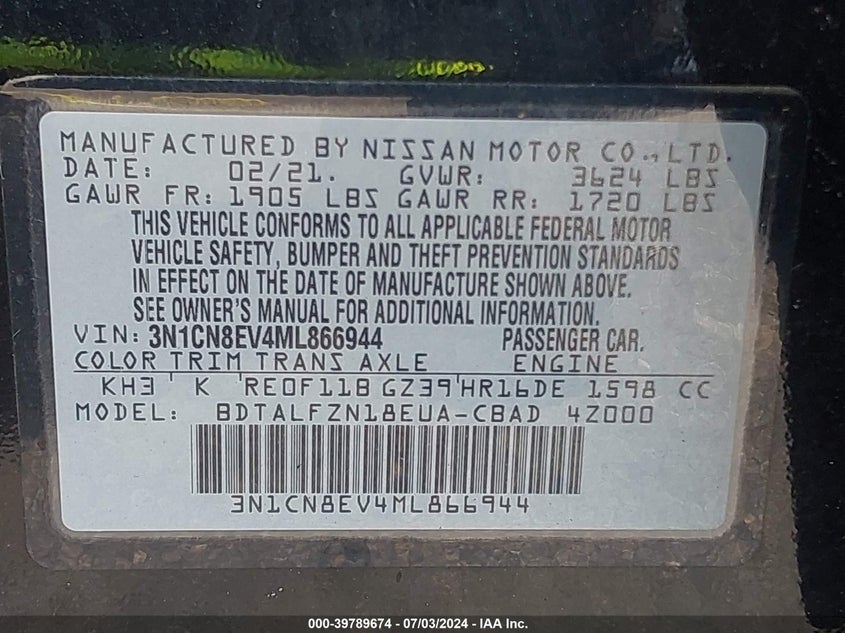 MANUFACTURED BY NISSAN MOTOR CO., LTD.
DATE: 02/21. GVWR: 3624 LBS
GAWR FR: 1905 LBS GAWR RR: 1720 LBS
THIS VEHICLE CONFORMS TO ALL APPLICABLE FEDERAL MOTOR
VEHICLE SAFETY, BUMPER AND THEFT PREVENTION STANDARDS
IN EFFECT ON THE DATE OF MANUFACTURE SHOWN ABOVE.
SEE OWNER'S MANUAL FOR ADDITIONAL INFORMATION.
VIN: 3N1CN8EV4ML866944 PASSENGER CAR.
COLOR TRIM TRANS AXLE ENGINE
KH3 K RE0F11B GZ39 HR16DE 1598 CC
MODEL: BDTALFZN18EUA-CBAD 4Z000
3N1CN8EV4ML866944
000-39789674 - 07/03/2024 - IAA Inc.